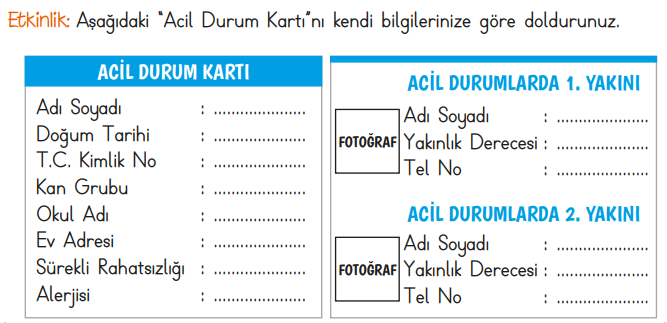 Etkinlik: Aşağıdaki “Acil Durum Kartı”nı kendi bilgilerinize göre doldurunuz.
ACİL DURUM KARTI
Adı Soyadı : .....................
Doğum Tarihi : .....................
T.C. Kimlik No : .....................
Kan Grubu : .....................
Okul Adı : .....................
Ev Adresi : .....................
Sürekli Rahatsızlığı : .....................
Alerjisi : .....................
ACİL DURUMLARDA 1. YAKINI
FOTOĞRAF
Adı Soyadı : .....................
Yakınlık Derecesi : .....................
Tel No : .....................
ACİL DURUMLARDA 2. YAKINI
FOTOĞRAF
Adı Soyadı : .....................
Yakınlık Derecesi : .....................
Tel No : .....................